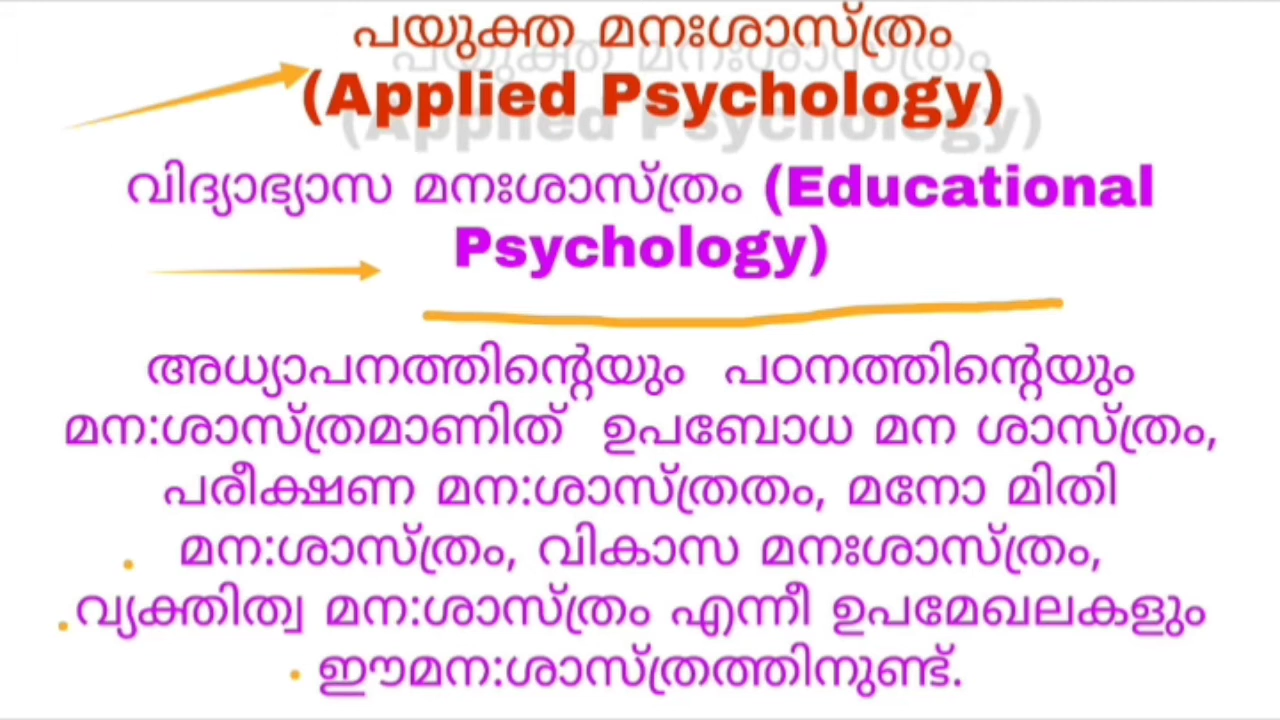 പയുക്ത മനഃശാസ്ത്രം
(Applied Psychology)
വിദ്യാഭ്യാസ മനഃശാസ്ത്രം (Educational
Psychology)
അധ്യാപനത്തിന്റെയും പഠനത്തിന്റെയും
മന:ശാസ്ത്രമാണിത് ഉപബോധ മന ശാസ്ത്രം,
പരീക്ഷണ മന:ശാസ്ത്രതം, മനോ മിതി
മന:ശാസ്ത്രം, വികാസ മനഃശാസ്ത്രം,
വ്യക്തിത്വ മന:ശാസ്ത്രം എന്നീ ഉപമേഖലകളും
ഈമന:ശാസ്ത്രത്തിനുണ്ട്.